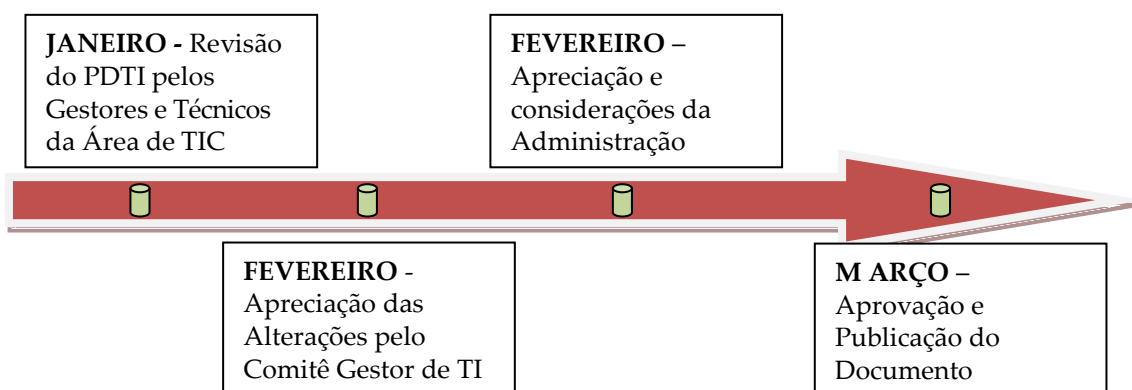 JANEIRO - Revisão
do PDTI pelos
Gestores e Técnicos
da Área de TIC
FEVEREIRO -
Apreciação das
Alterações pelo
Comitê Gestor de TI
FEVEREIRO –
Apreciação e
considerações da
Administração
M ARÇO –
Aprovação e
Publicação do
Documento